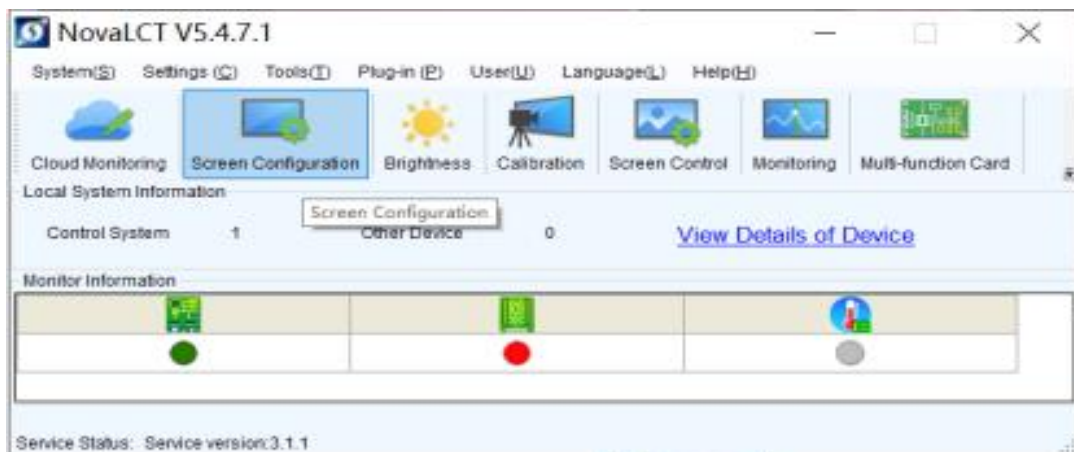 NovaLCT V5.4.7.1
System(S) Settings (C) Tools(T) Plug-in (P) User(U) Language(L) Help(H)
Cloud Monitoring Screen Configuration Brightness Calibration Screen Control Monitoring Multi-function Card
Local System Information
Screen Configuration
Control System 1 Other Device 0 View Details of Device
Monitor Information
Service Status: Service version:3.1.1